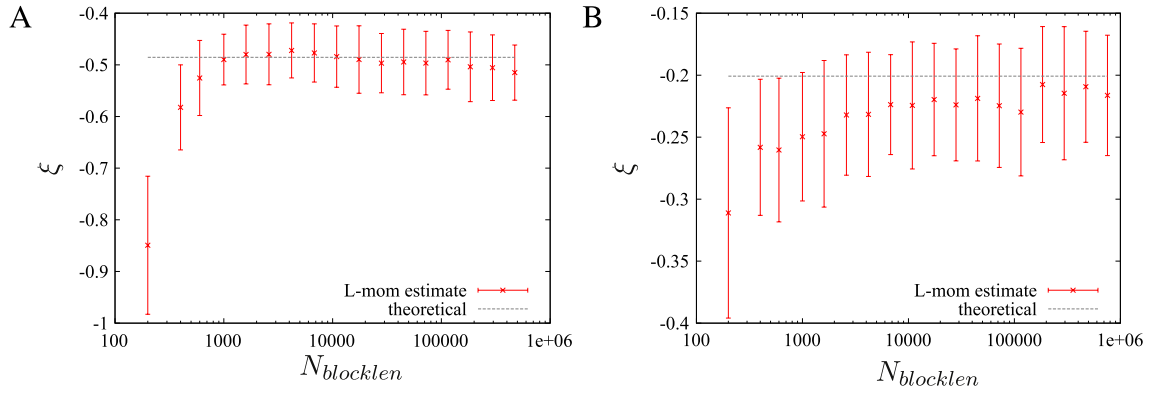 A
-0.4
-0.5
-0.6
-0.7
-0.8
-0.9
-1
ξ
100
1000
10000
100000
1e+06
N_blocklen
L-mom estimate
theoretical
B
-0.15
-0.2
-0.25
-0.3
-0.35
-0.4
ξ
100
1000
10000
100000
1e+06
N_blocklen
L-mom estimate
theoretical